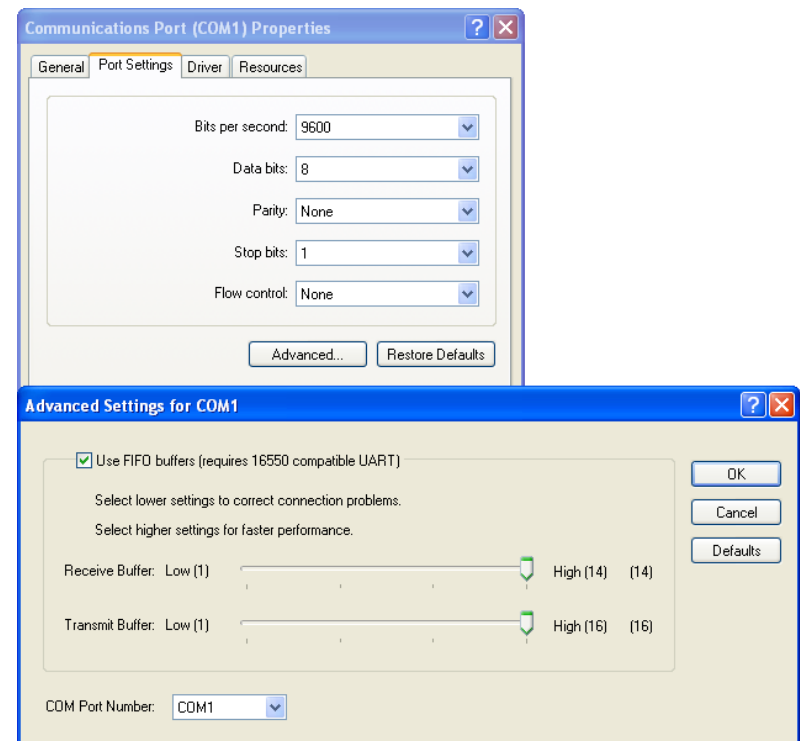 Communications Port (COM1) Properties
General Port Settings Driver Resources
Bits per second: 9600
Data bits: 8
Parity: None
Stop bits: 1
Flow control: None
Advanced... Restore Defaults
Advanced Settings for COM1
Use FIFO buffers (requires 16550 compatible UART)
OK
Select lower settings to correct connection problems.
Cancel
Select higher settings for faster performance.
Defaults
Receive Buffer: Low (1) High (14) (14)
Transmit Buffer: Low (1) High (16) (16)
COM Port Number: COM1